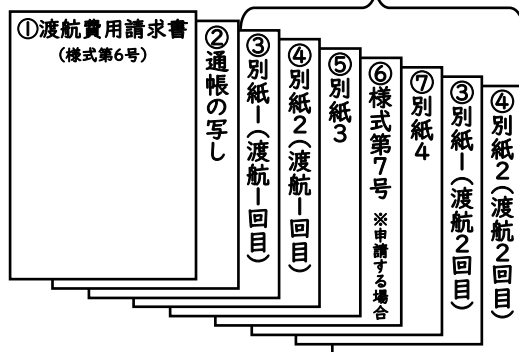 ①渡航費用請求書
(様式第6号)
②通帳の写し
③別紙1(渡航1回目)
④別紙2(渡航1回目)
⑤別紙3
⑥様式第7号 ※申請する場合
⑦別紙4
③別紙1(渡航2回目)
④別紙2(渡航2回目)